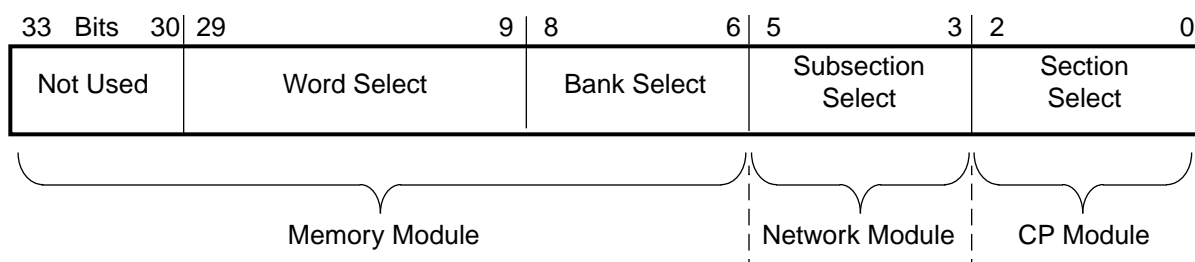 33 Bits 30 29 9 8 6 5 3 2 0
Not Used Word Select Bank Select Subsection Select Section Select
Memory Module Network Module CP Module